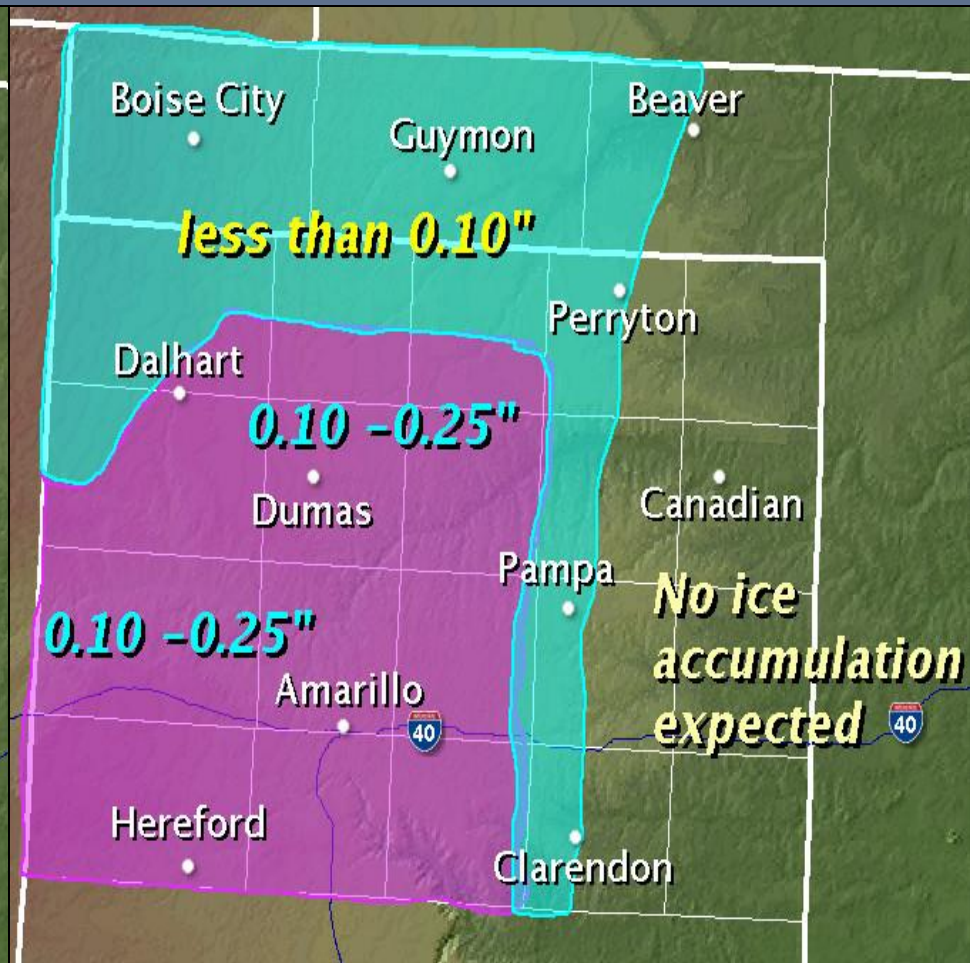 Boise City
Beaver
Guymon
less than 0.10"
Perryton
Dalhart
0.10 -0.25"
Dumas
Canadian
Pampa
No ice
accumulation
expected
0.10 -0.25"
Amarillo
40
40
Hereford
Clarendon